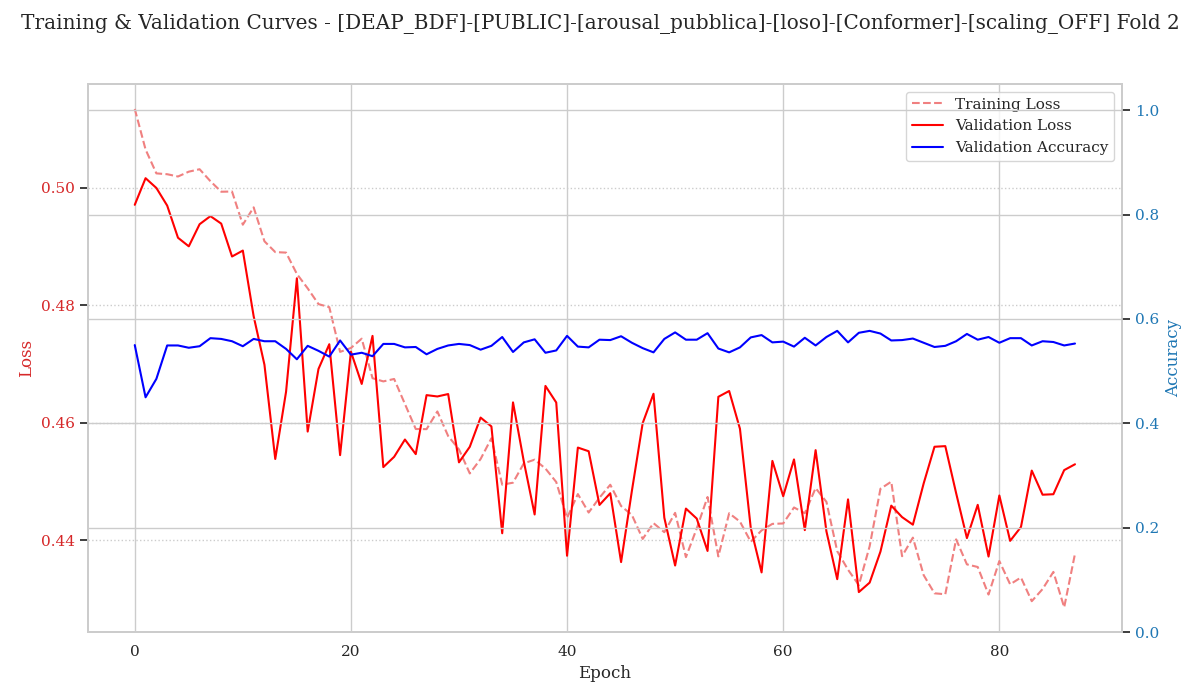 Training & Validation Curves - [DEAP_BDF]-[PUBLIC]-[arousal_pubblica]-[loso]-[Conformer]-[scaling_OFF] Fold 2
Training Loss
Validation Loss
Validation Accuracy
0.50
0.48
0.46
0.44
Loss
1.0
0.8
0.6
0.4
0.2
0.0
Accuracy
0
20
40
60
80
Epoch